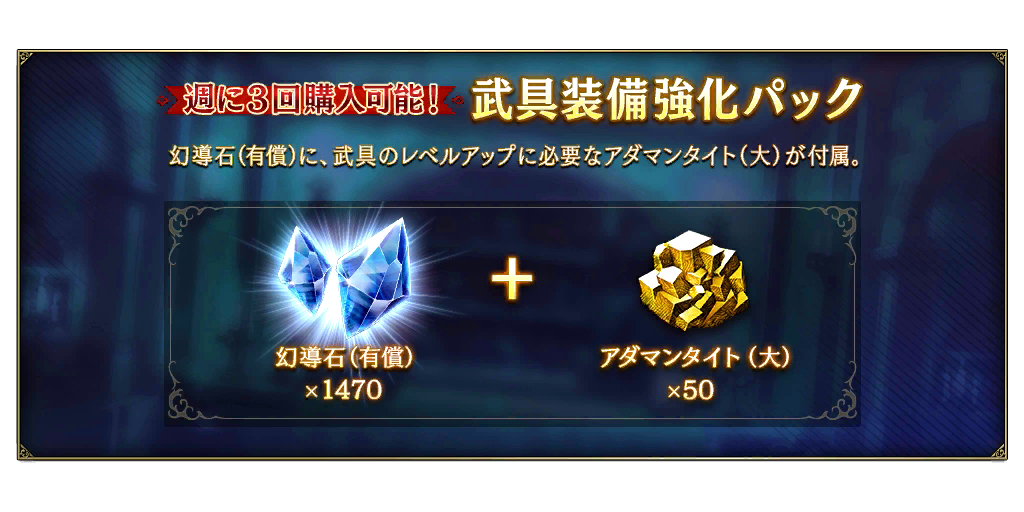 週に3回購入可能！ 武具装備強化パック
幻導石（有償）に、武具のレベルアップに必要なアダマンタイト（大）が付属。
＋
幻導石（有償） アダマンタイト（大）
×1470 ×50